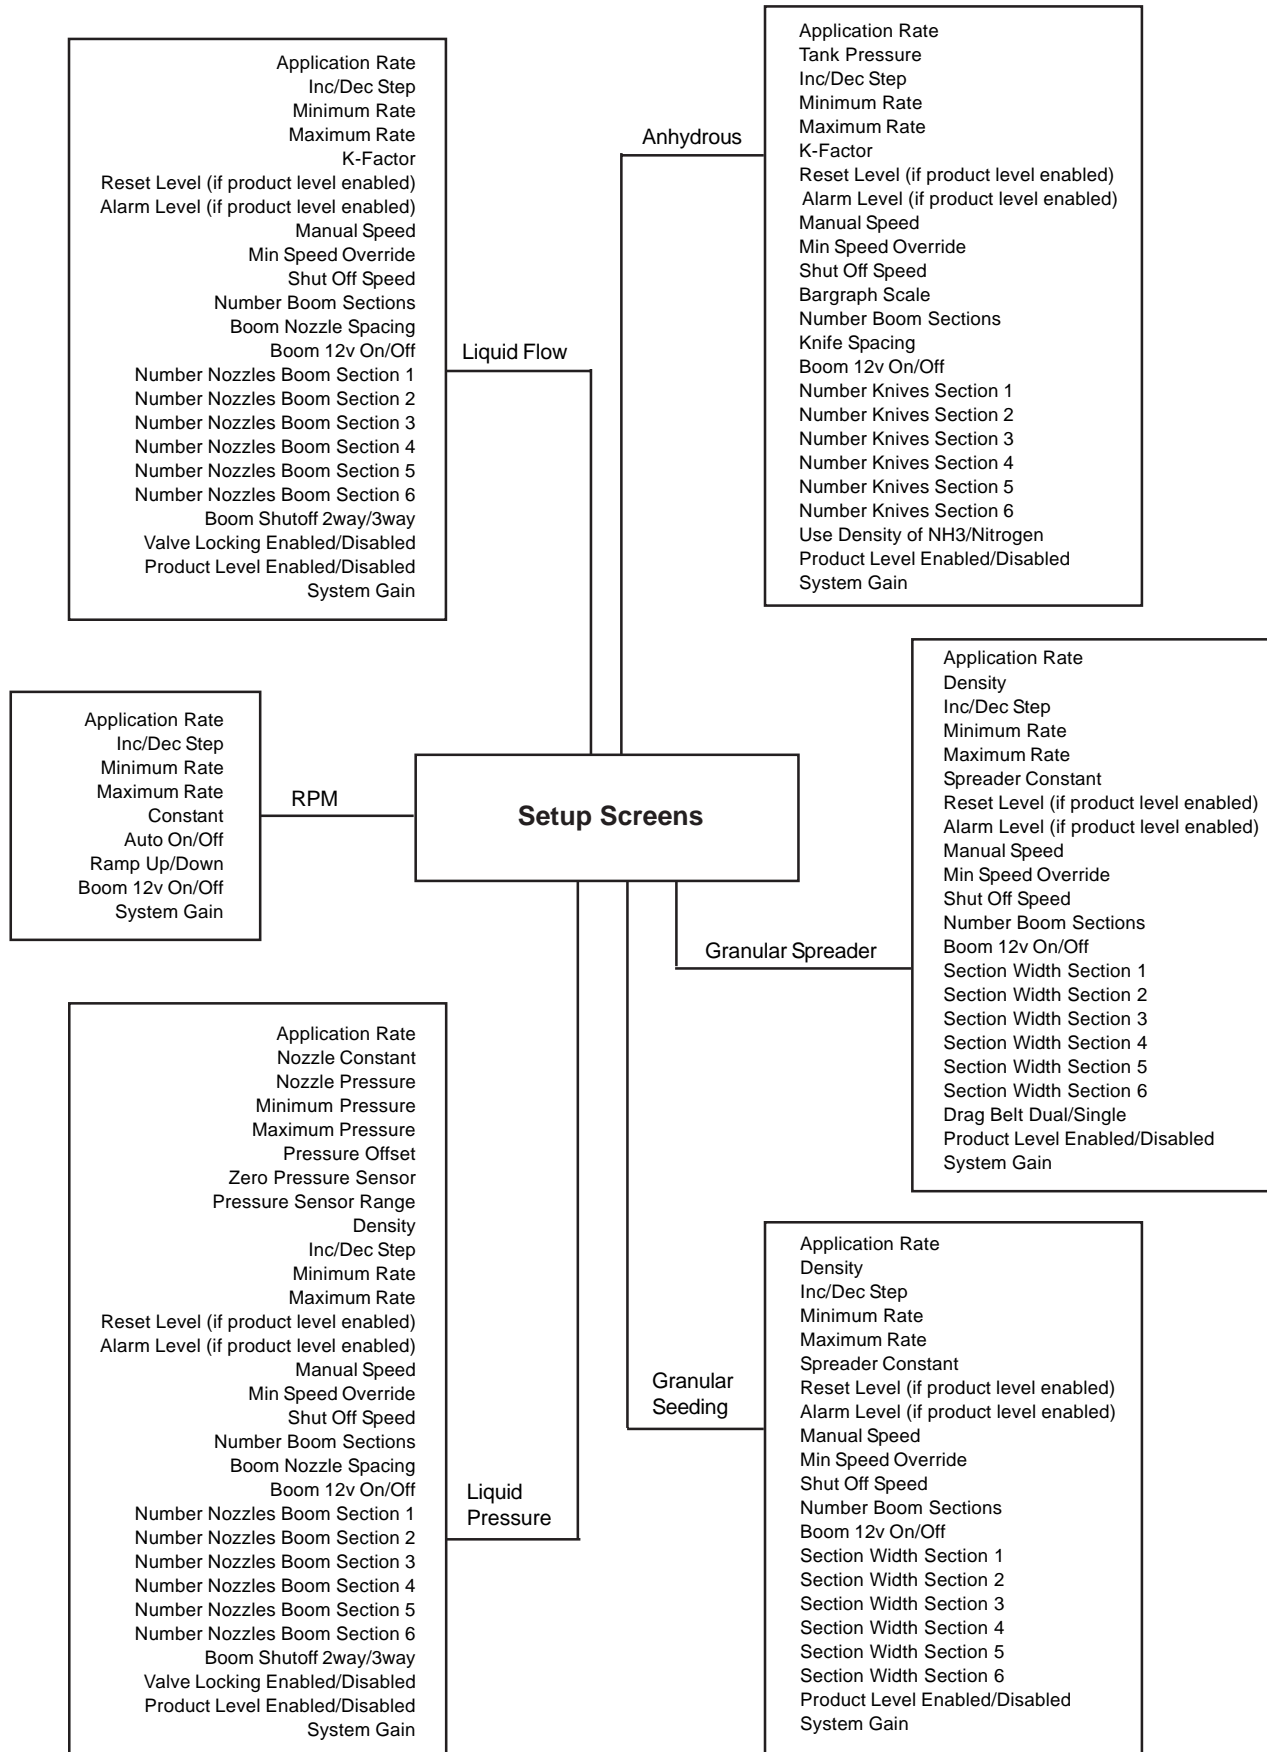 Application Rate
Inc/Dec Step
Minimum Rate
Maximum Rate
K-Factor
Reset Level (if product level enabled)
Alarm Level (if product level enabled)
Manual Speed
Min Speed Override
Shut Off Speed
Number Boom Sections
Boom Nozzle Spacing
Boom 12v On/Off
Number Nozzles Boom Section 1
Number Nozzles Boom Section 2
Number Nozzles Boom Section 3
Number Nozzles Boom Section 4
Number Nozzles Boom Section 5
Number Nozzles Boom Section 6
Boom Shutoff 2way/3way
Valve Locking Enabled/Disabled
Product Level Enabled/Disabled
System Gain
Liquid Flow
Anhydrous
Application Rate
Tank Pressure
Inc/Dec Step
Minimum Rate
Maximum Rate
K-Factor
Reset Level (if product level enabled)
Alarm Level (if product level enabled)
Manual Speed
Min Speed Override
Shut Off Speed
Bargraph Scale
Number Boom Sections
Knife Spacing
Boom 12v On/Off
Number Knives Section 1
Number Knives Section 2
Number Knives Section 3
Number Knives Section 4
Number Knives Section 5
Number Knives Section 6
Use Density of NH3/Nitrogen
Product Level Enabled/Disabled
System Gain
Application Rate
Inc/Dec Step
Minimum Rate
Maximum Rate
Constant
Auto On/Off
Ramp Up/Down
Boom 12v On/Off
System Gain
RPM
Setup Screens
Granular Spreader
Application Rate
Density
Inc/Dec Step
Minimum Rate
Maximum Rate
Spreader Constant
Reset Level (if product level enabled)
Alarm Level (if product level enabled)
Manual Speed
Min Speed Override
Shut Off Speed
Number Boom Sections
Boom 12v On/Off
Section Width Section 1
Section Width Section 2
Section Width Section 3
Section Width Section 4
Section Width Section 5
Section Width Section 6
Drag Belt Dual/Single
Product Level Enabled/Disabled
System Gain
Application Rate
Nozzle Constant
Nozzle Pressure
Minimum Pressure
Maximum Pressure
Pressure Offset
Zero Pressure Sensor
Pressure Sensor Range
Density
Inc/Dec Step
Minimum Rate
Maximum Rate
Reset Level (if product level enabled)
Alarm Level (if product level enabled)
Manual Speed
Min Speed Override
Shut Off Speed
Number Boom Sections
Boom Nozzle Spacing
Boom 12v On/Off
Number Nozzles Boom Section 1
Number Nozzles Boom Section 2
Number Nozzles Boom Section 3
Number Nozzles Boom Section 4
Number Nozzles Boom Section 5
Number Nozzles Boom Section 6
Boom Shutoff 2way/3way
Valve Locking Enabled/Disabled
Product Level Enabled/Disabled
System Gain
Liquid
Pressure
Granular
Seeding
Application Rate
Density
Inc/Dec Step
Minimum Rate
Maximum Rate
Spreader Constant
Reset Level (if product level enabled)
Alarm Level (if product level enabled)
Manual Speed
Min Speed Override
Shut Off Speed
Number Boom Sections
Boom 12v On/Off
Section Width Section 1
Section Width Section 2
Section Width Section 3
Section Width Section 4
Section Width Section 5
Section Width Section 6
Product Level Enabled/Disabled
System Gain